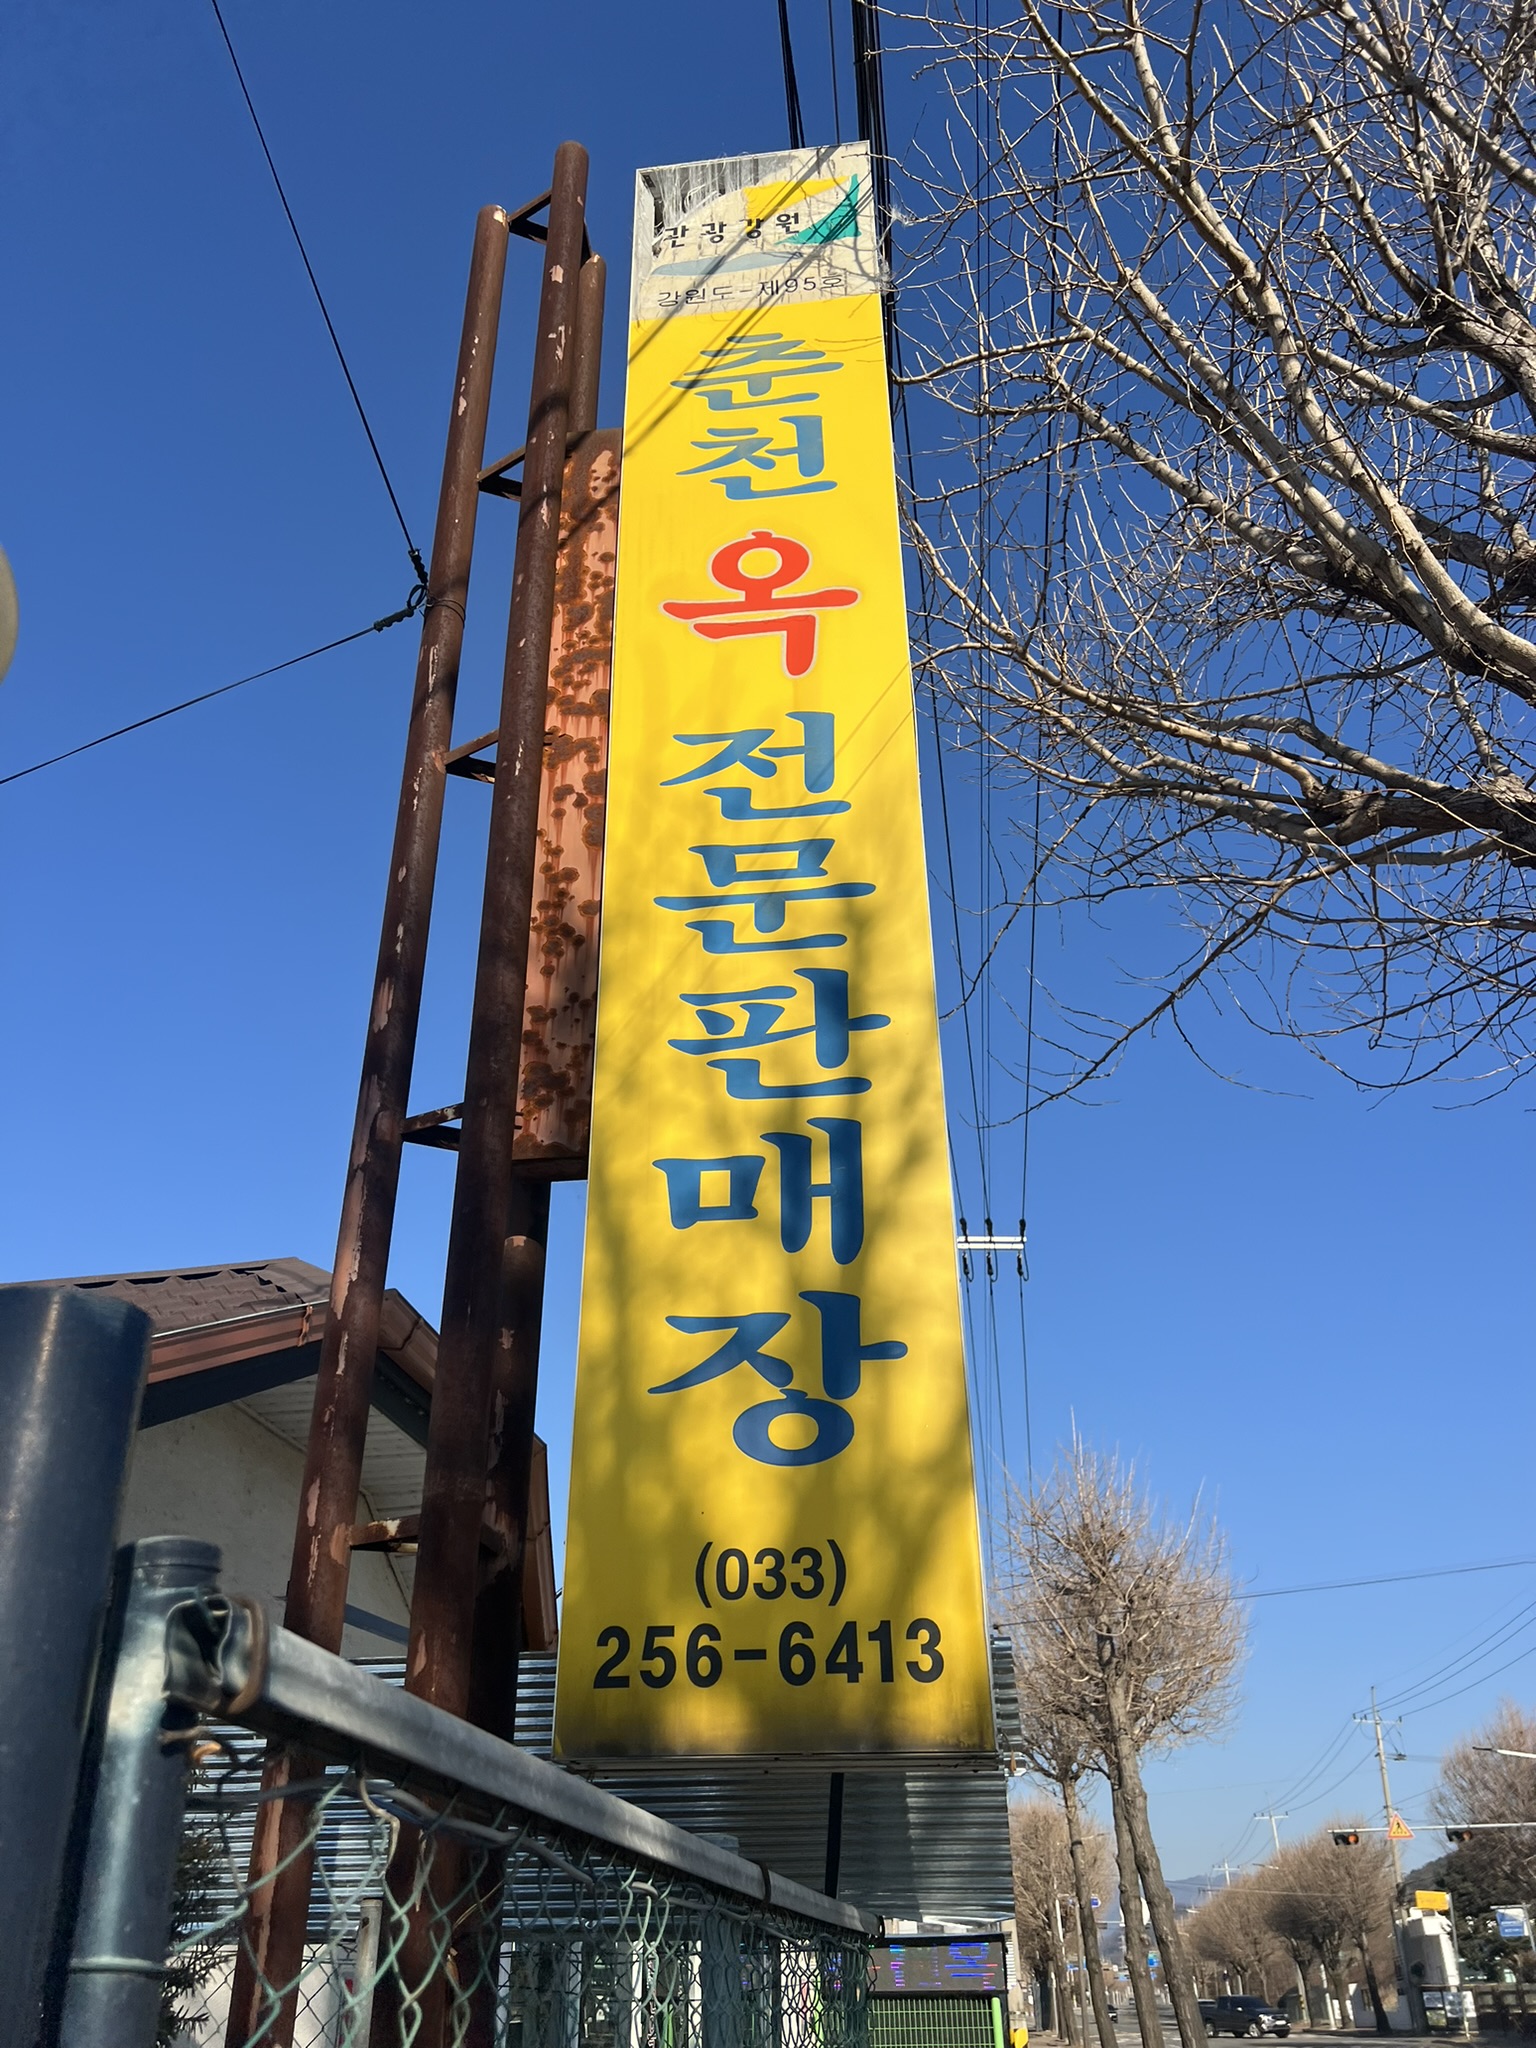 관광강원
강원도-제95호
춘천
옥
전문판매장
(033)
256-6413